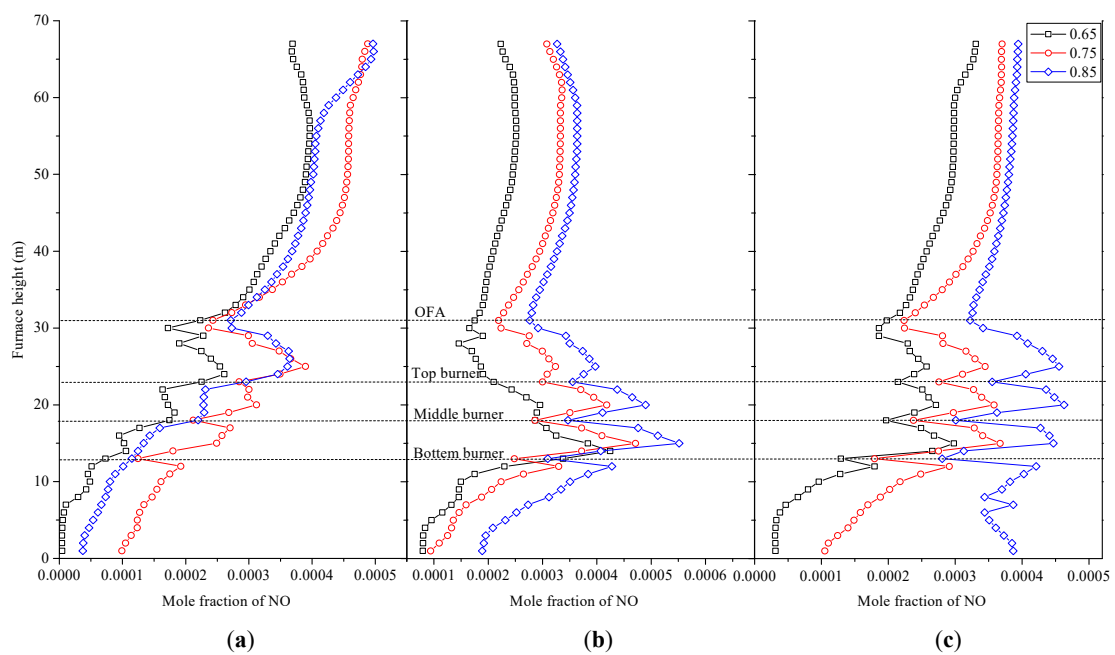 70
60
50
40
30
20
10
0
Furnace height (m)
0.65
0.75
0.85
OFA
Top burner
Middle burner
Bottem burner
0.0000 0.0001 0.0002 0.0003 0.0004 0.0005
0.0001 0.0002 0.0003 0.0004 0.0005 0.0006
0.0000 0.0001 0.0002 0.0003 0.0004 0.0005
Mole fraction of NO Mole fraction of NO Mole fraction of NO
(a) (b) (c)